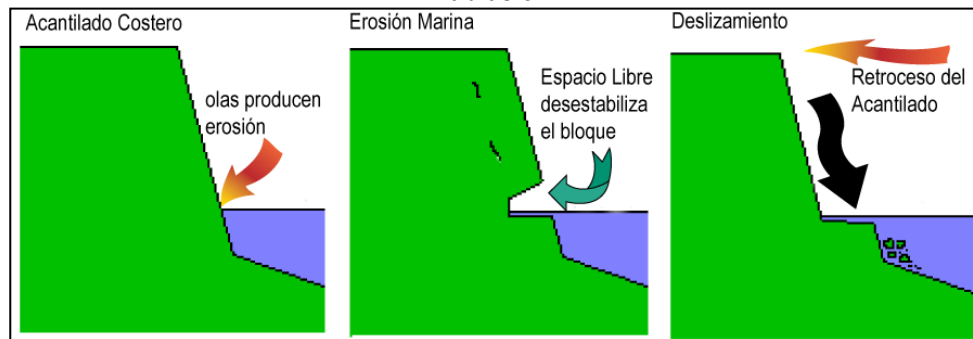 Acantilado Costero
olas producen
erosión
Erosión Marina
Espacio Libre
desestabiliza
el bloque
Deslizamiento
Retroceso del
Acantilado